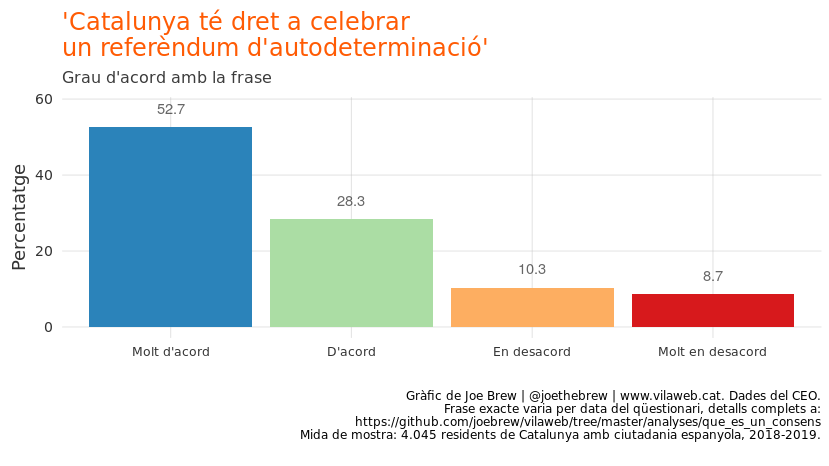 'Catalunya té dret a celebrar
un referèndum d'autodeterminació'
Grau d'acord amb la frase
Percentatge
60
40
20
0
52.7
28.3
10.3
8.7
Molt d'acord
D'acord
En desacord
Molt en desacord
Gràfic de Joe Brew | @joethebrew | www.vilaweb.cat. Dades del CEO.
Frase exacte varia per data del qüestionari, detalls complets a:
https://github.com/joebrew/vilaweb/tree/master/analyses/que_es_un_consens
Mida de mostra: 4.045 residents de Catalunya amb ciutadania espanyola, 2018-2019.